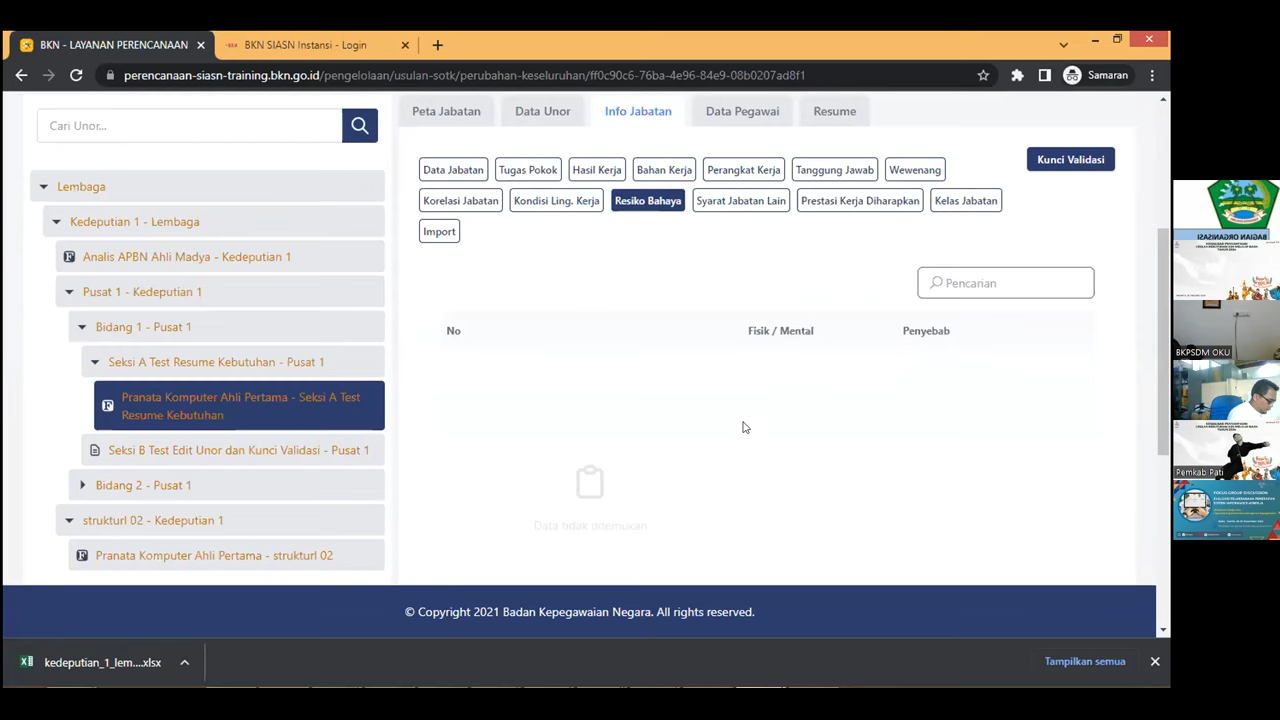 BKN - LAYANAN PERENCANAAN
BKN SIASN Instansi - Login
perencanaan-siasn-training.bkn.go.id/pengelolaan/usulan-sotk/perubahan-keseluruhan/ff0c90c6-76ba-4e96-84e9-08b0207ad8f1
Samaran
Cari Unor...
Lembaga
Kedeputian 1 - Lembaga
Analis APBN Ahli Madya - Kedeputian 1
Pusat 1 - Kedeputian 1
Bidang 1 - Pusat 1
Seksi A Test Resume Kebutuhan - Pusat 1
Pranata Komputer Ahli Pertama - Seksi A Test
Resume Kebutuhan
Seksi B Test Edit Unor dan Kunci Validasi - Pusat 1
Bidang 2 - Pusat 1
strukturl 02 - Kedeputian 1
Pranata Komputer Ahli Pertama - strukturl 02
Peta Jabatan Data Unor Info Jabatan Data Pegawai Resume
Kunci Validasi
Data Jabatan Tugas Pokok Hasil Kerja Bahan Kerja Perangkat Kerja Tanggung Jawab Wewenang
Korelasi Jabatan Kondisi Ling. Kerja Resiko Bahaya Syarat Jabatan Lain Prestasi Kerja Diharapkan Kelas Jabatan
Import
Pencarian
No Fisik / Mental Penyebab
Data tidak ditemukan
© Copyright 2021 Badan Kepegawaian Negara. All rights reserved.
kedeputian_1_lem....xlsx
Tampilkan semua
BAGIAN ORGANISASI
BKPSDM OKU
Pemkab Pati
FOCUS GROUP DISCUSSION